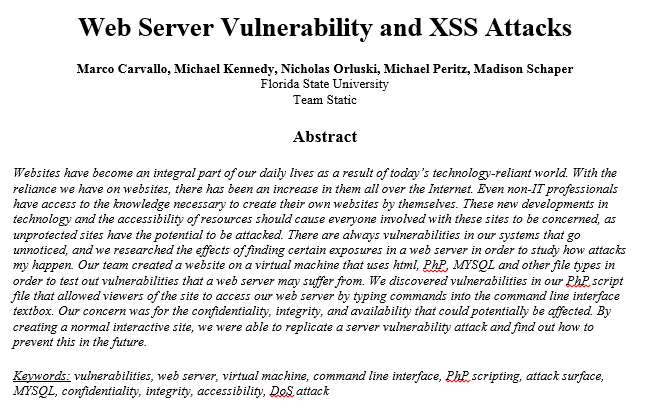 Web Server Vulnerability and XSS Attacks
Marco Carvallo, Michael Kennedy, Nicholas Orluski, Michael Peritz, Madison Schaper
Florida State University
Team Static
Abstract
Websites have become an integral part of our daily lives as a result of today's technology-reliant world. With the
reliance we have on websites, there has been an increase in them all over the Internet. Even non-IT professionals
have access to the knowledge necessary to create their own websites by themselves. These new developments in
technology and the accessibility of resources should cause everyone involved with these sites to be concerned, as
unprotected sites have the potential to be attacked. There are always vulnerabilities in our systems that go
unnoticed, and we researched the effects of finding certain exposures in a web server in order to study how attacks
my happen. Our team created a website on a virtual machine that uses html, PhP, MYSQL and other file types in
order to test out vulnerabilities that a web server may suffer from. We discovered vulnerabilities in our PhP script
file that allowed viewers of the site to access our web server by typing commands into the command line interface
textbox. Our concern was for the confidentiality, integrity, and availability that could potentially be affected. By
creating a normal interactive site, we were able to replicate a server vulnerability attack and find out how to
prevent this in the future.
Keywords: vulnerabilities, web server, virtual machine, command line interface, PhP scripting, attack surface,
MYSQL, confidentiality, integrity, accessibility, DoS attack